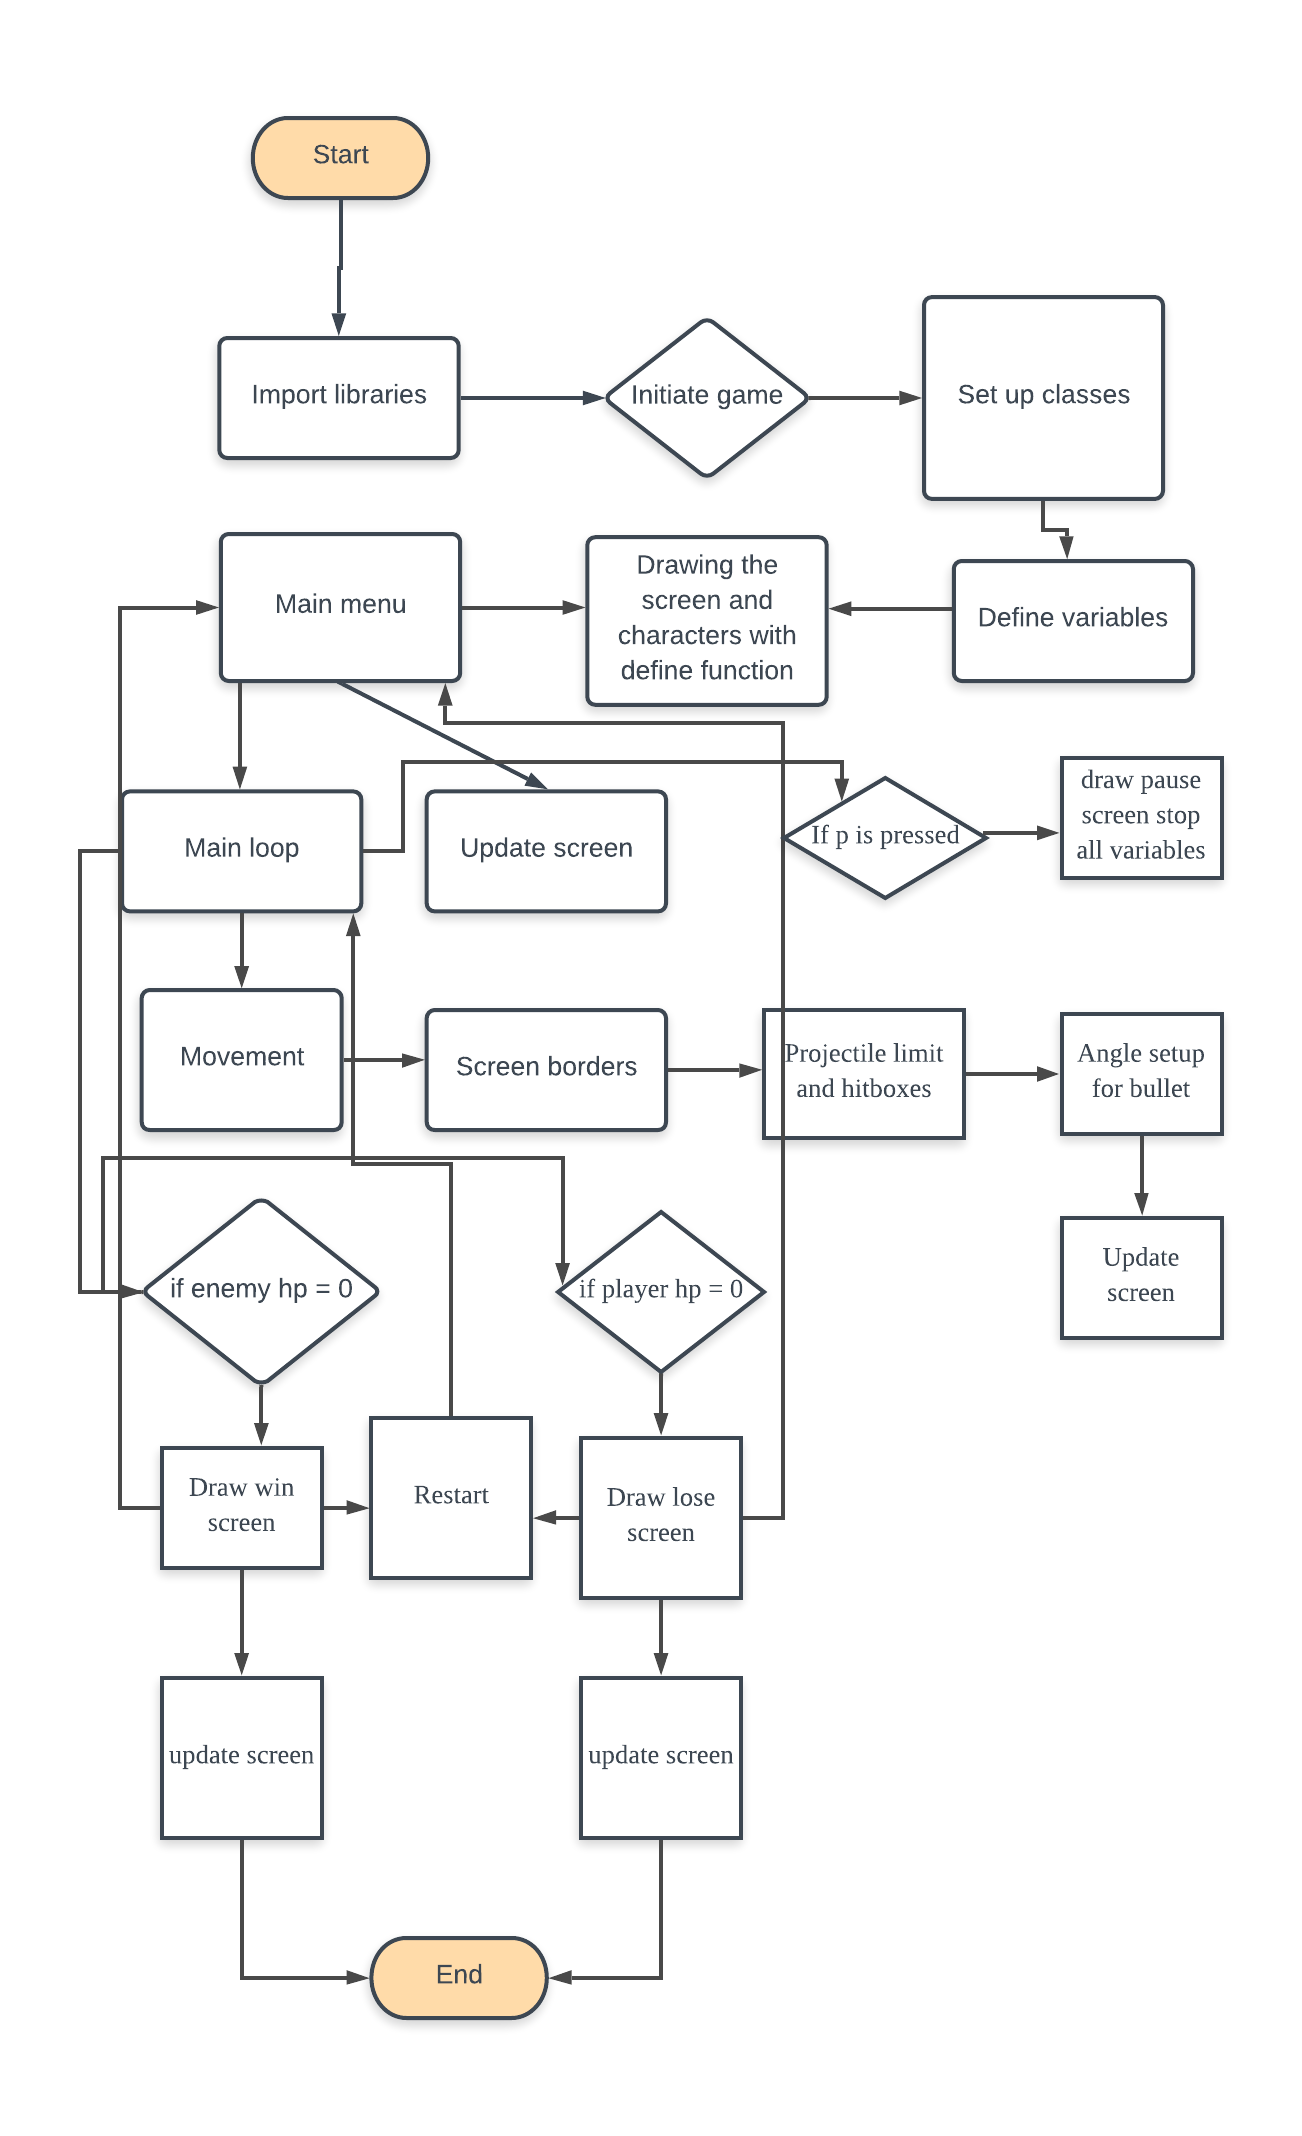 Start
Import libraries
Initiate game
Set up classes
Main menu
Drawing the
screen and
characters with
define function
Define variables
Main loop
Update screen
If p is pressed
draw pause
screen stop
all variables
Movement
Screen borders
Projectile limit
and hitboxes
Angle setup
for bullet
if enemy hp = 0
if player hp = 0
Update
screen
Draw win
screen
Restart
Draw lose
screen
update screen
update screen
End